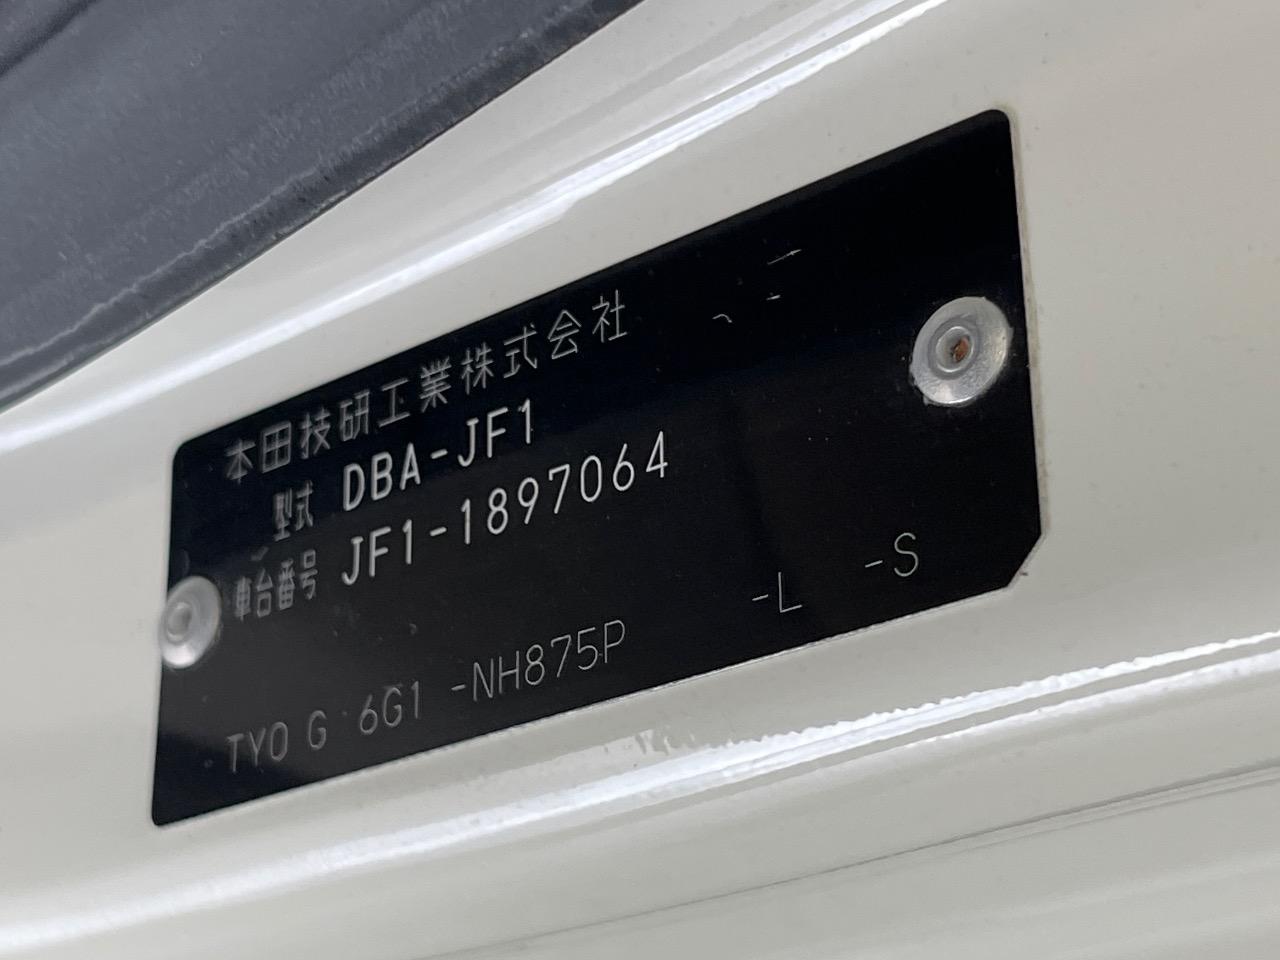 本田技研工業株式会社
型式 DBA-JF1
車台番号 JF1-1897064
TYO G 6G1 -NH875P -L -S